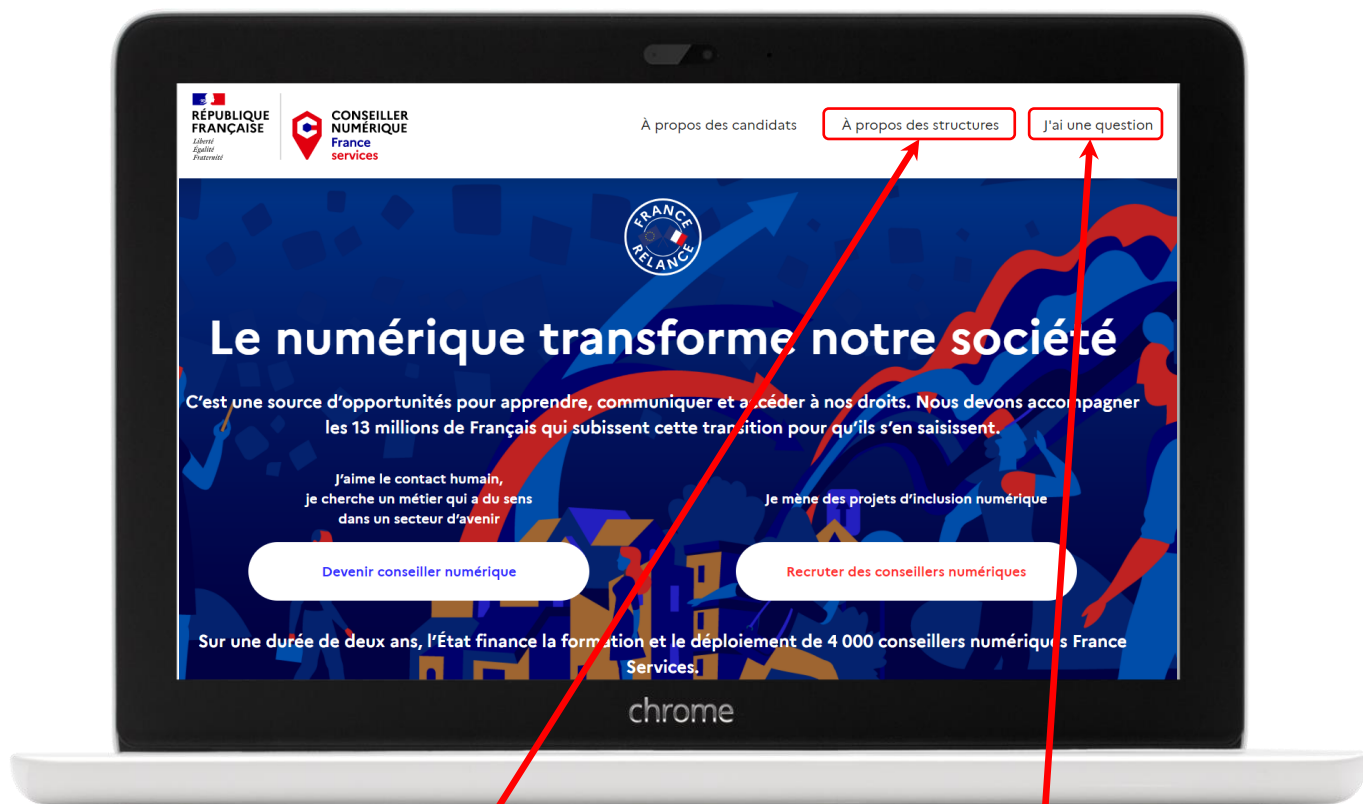 RÉPUBLIQUE
FRANÇAISE
Liberté
Égalité
Fraternité
CONSEILLER
NUMÉRIQUE
France
services
À propos des candidats
À propos des structures
J'ai une question
FRANCE
RELANCE
Le numérique transforme notre société
C'est une source d'opportunités pour apprendre, communiquer et accéder à nos droits. Nous devons accompagner
les 13 millions de Français qui subissent cette transition pour qu'ils s'en saisissent.
J'aime le contact humain,
je cherche un métier qui a du sens
dans un secteur d'avenir
Je mène des projets d'inclusion numérique
Devenir conseiller numérique
Recruter des conseillers numériques
Sur une durée de deux ans, l'État finance la formation et le déploiement de 4 000 conseillers numériques France
Services.
chrome